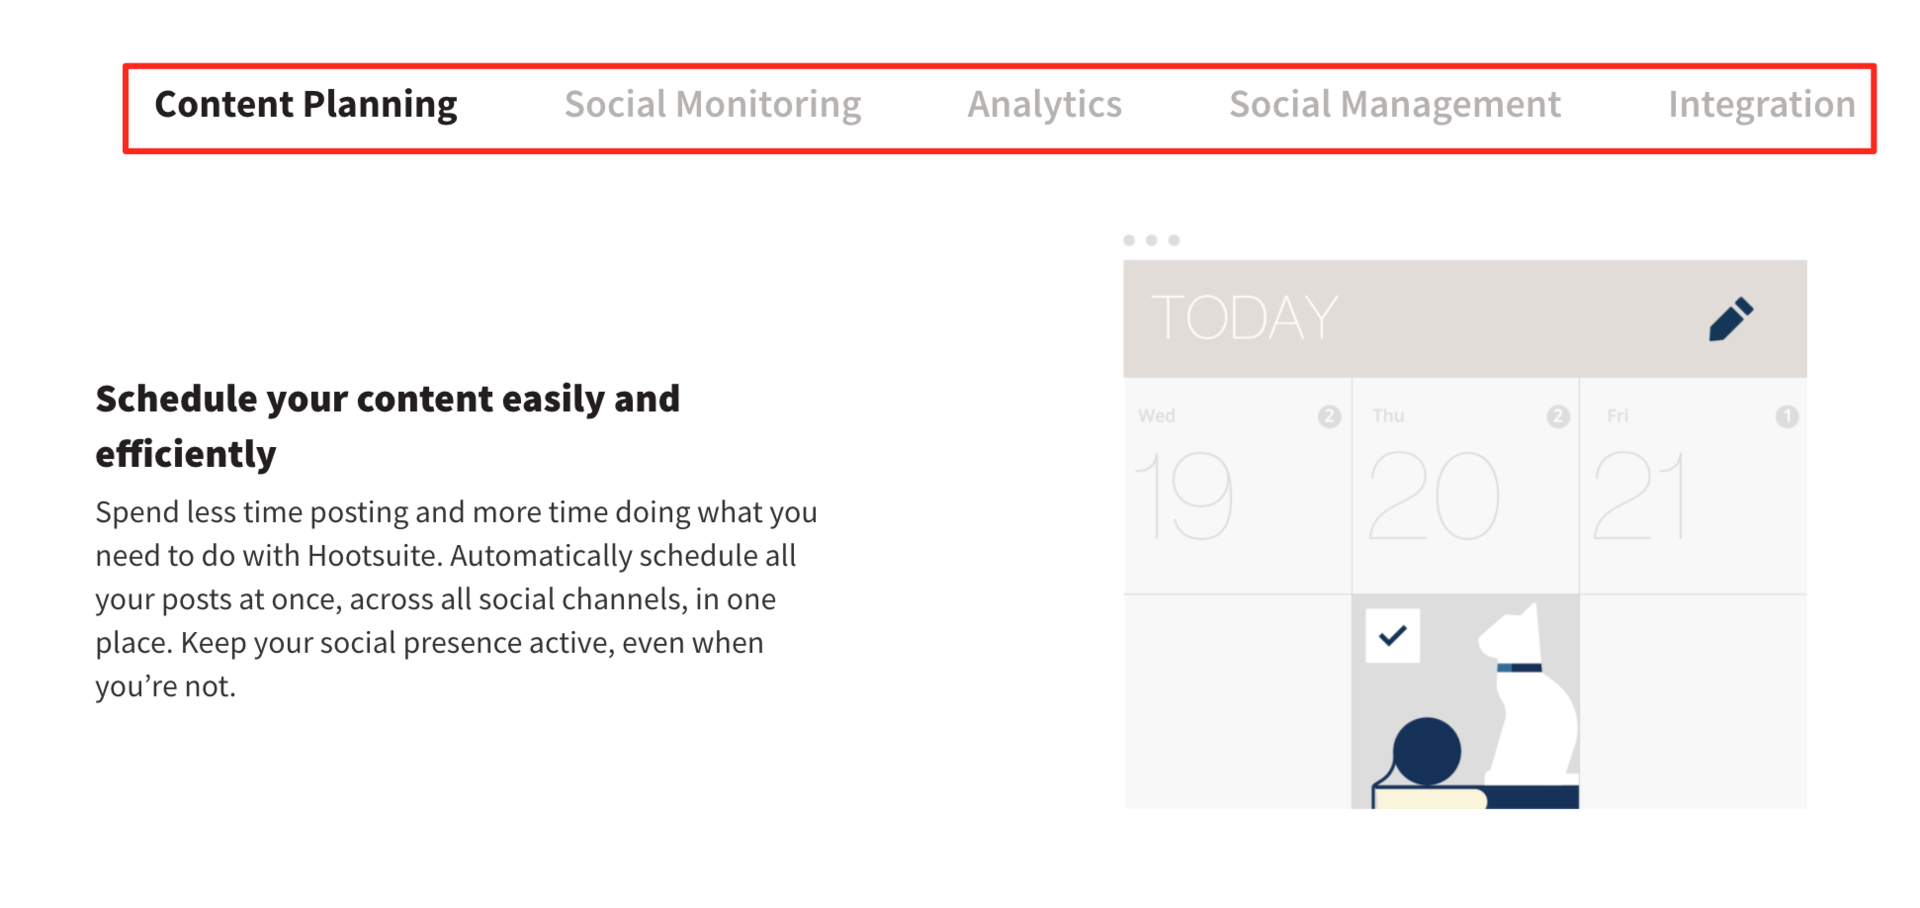 Content Planning Social Monitoring Analytics Social Management Integration
Schedule your content easily and
efficiently
Spend less time posting and more time doing what you
need to do with Hootsuite. Automatically schedule all
your posts at once, across all social channels, in one
place. Keep your social presence active, even when
you’re not.
TODAY
Wed 2 Thu 2 Fri 1
19 20 21